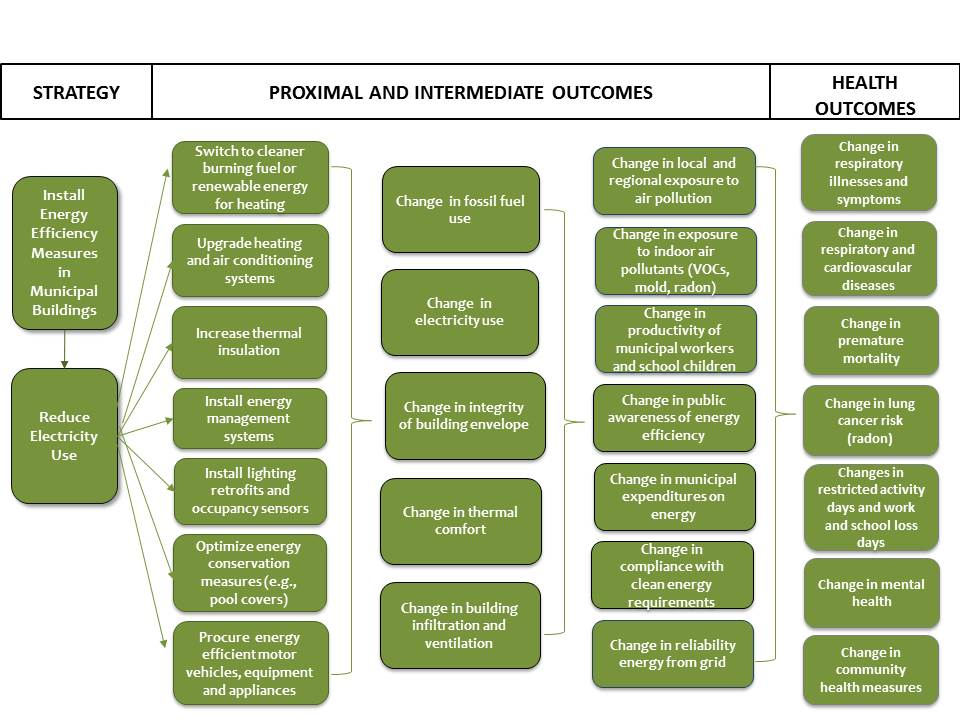 STRATEGY
PROXIMAL AND INTERMEDIATE OUTCOMES
HEALTH
OUTCOMES
Install
Energy
Efficiency
Measures
in
Municipal
Buildings
Reduce
Electricity
Use
Switch to cleaner
burning fuel or
renewable energy
for heating
Upgrade heating
and air conditioning
systems
Increase thermal
insulation
Install energy
management
systems
Install lighting
retrofits and
occupancy sensors
Optimize energy
conservation
measures (e.g.,
pool covers)
Procure energy
efficient motor
vehicles, equipment
and appliances
Change in fossil fuel
use
Change in
electricity use
Change in integrity
of building envelope
Change in thermal
comfort
Change in building
infiltration and
ventilation
Change in local and
regional exposure to
air pollution
Change in exposure
to indoor air
pollutants (VOCs,
mold, radon)
Change in
productivity of
municipal workers
and school children
Change in public
awareness of energy
efficiency
Change in municipal
expenditures on
energy
Change in
compliance with
clean energy
requirements
Change in reliability
energy from grid
Change in
respiratory
illnesses and
symptoms
Change in
respiratory and
cardiovascular
diseases
Change in
premature
mortality
Change in lung
cancer risk
(radon)
Changes in
restricted activity
days and work
and school loss
days
Change in mental
health
Change in
community
health measures